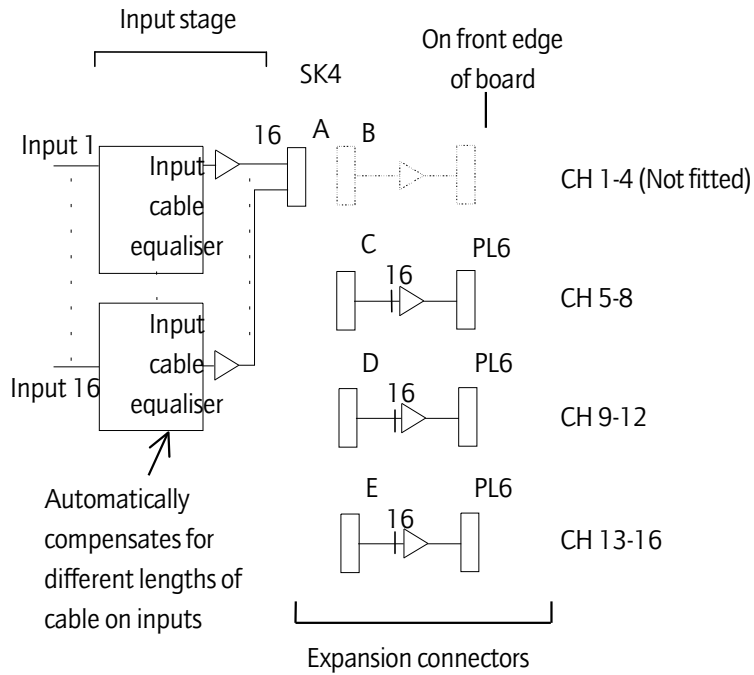 Input stage
SK4
On front edge
of board
Input 1
16
A
B
Input
cable
equaliser
CH 1-4 (Not fitted)
C
PL6
16
CH 5-8
Input
cable
equaliser
Input 16
D
PL6
16
CH 9-12
E
PL6
16
CH 13-16
Automatically
compensates for
different lengths of
cable on inputs
Expansion connectors